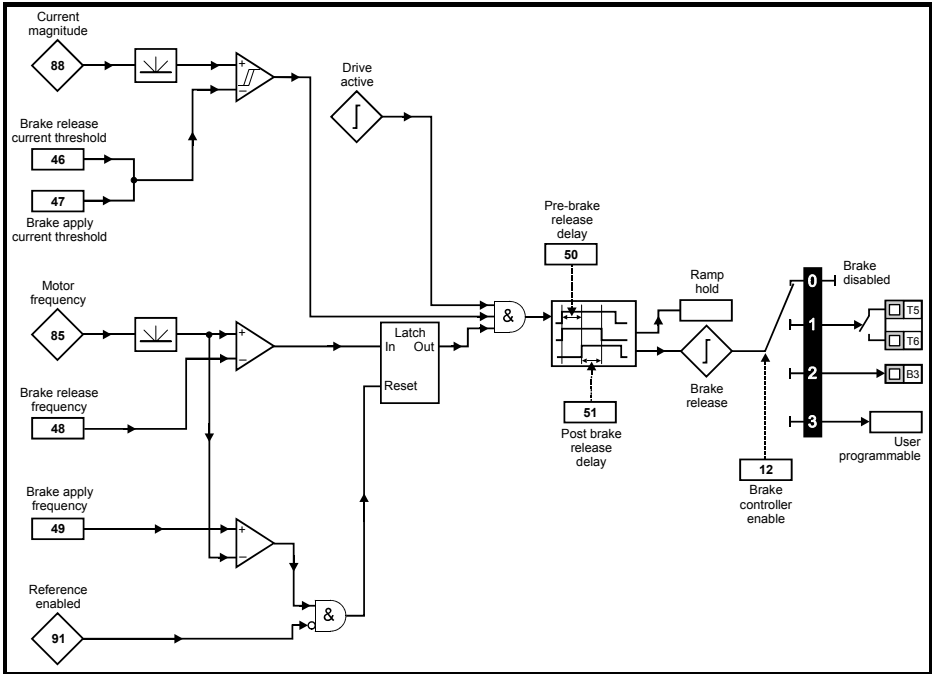 Current
magnitude
88
+
−
Drive
active
Brake release
current threshold
46
47
Brake apply
current threshold
Pre-brake
release
delay
50
Motor
frequency
85
+
−
Latch
In Out
Reset
&
Ramp
hold
Brake
release
51
Post brake
release
delay
0
Brake
disabled
1
T5
T6
2
B3
3
User
programmable
12
Brake
controller
enable
Brake release
frequency
48
Brake apply
frequency
49
+
−
Reference
enabled
91
&